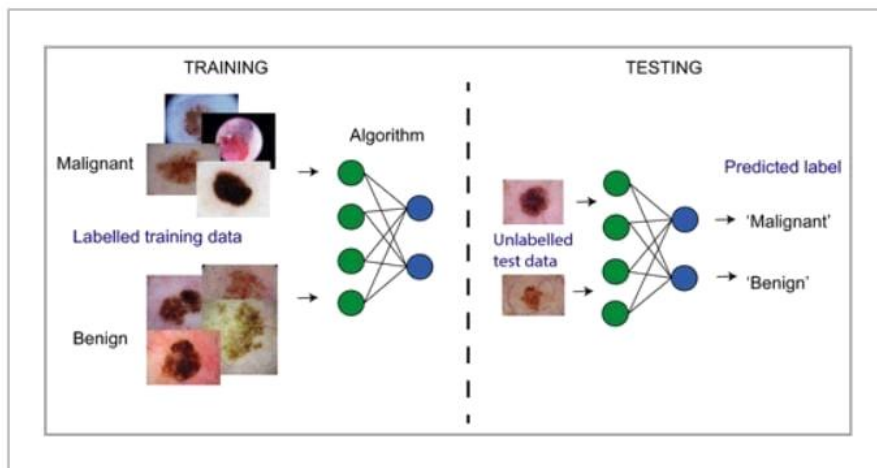 TRAINING
Malignant
Algorithm
Labelled training data
Benign
TESTING
Predicted label
Unlabelled
test data
'Malignant'
'Benign'